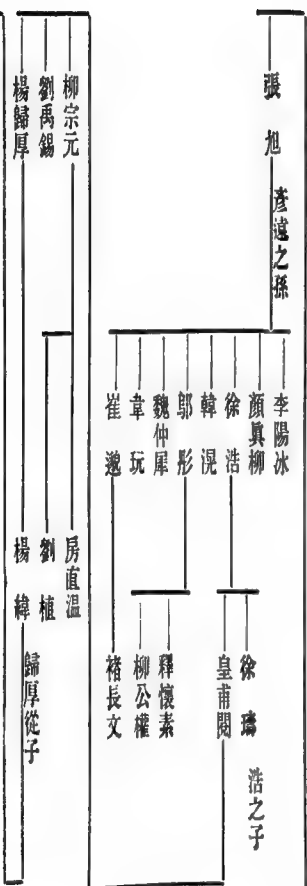 張旭 彥遠之孫
李陽冰
顏眞柳
徐浩
韓滉
鄔彤
魏仲犀
韋玩
崔邈
徐璹 浩之子
皇甫閱
釋懷素
柳公權
褚長文
柳宗元
劉禹錫
楊歸厚
房直溫
劉植
楊緯 歸厚從子